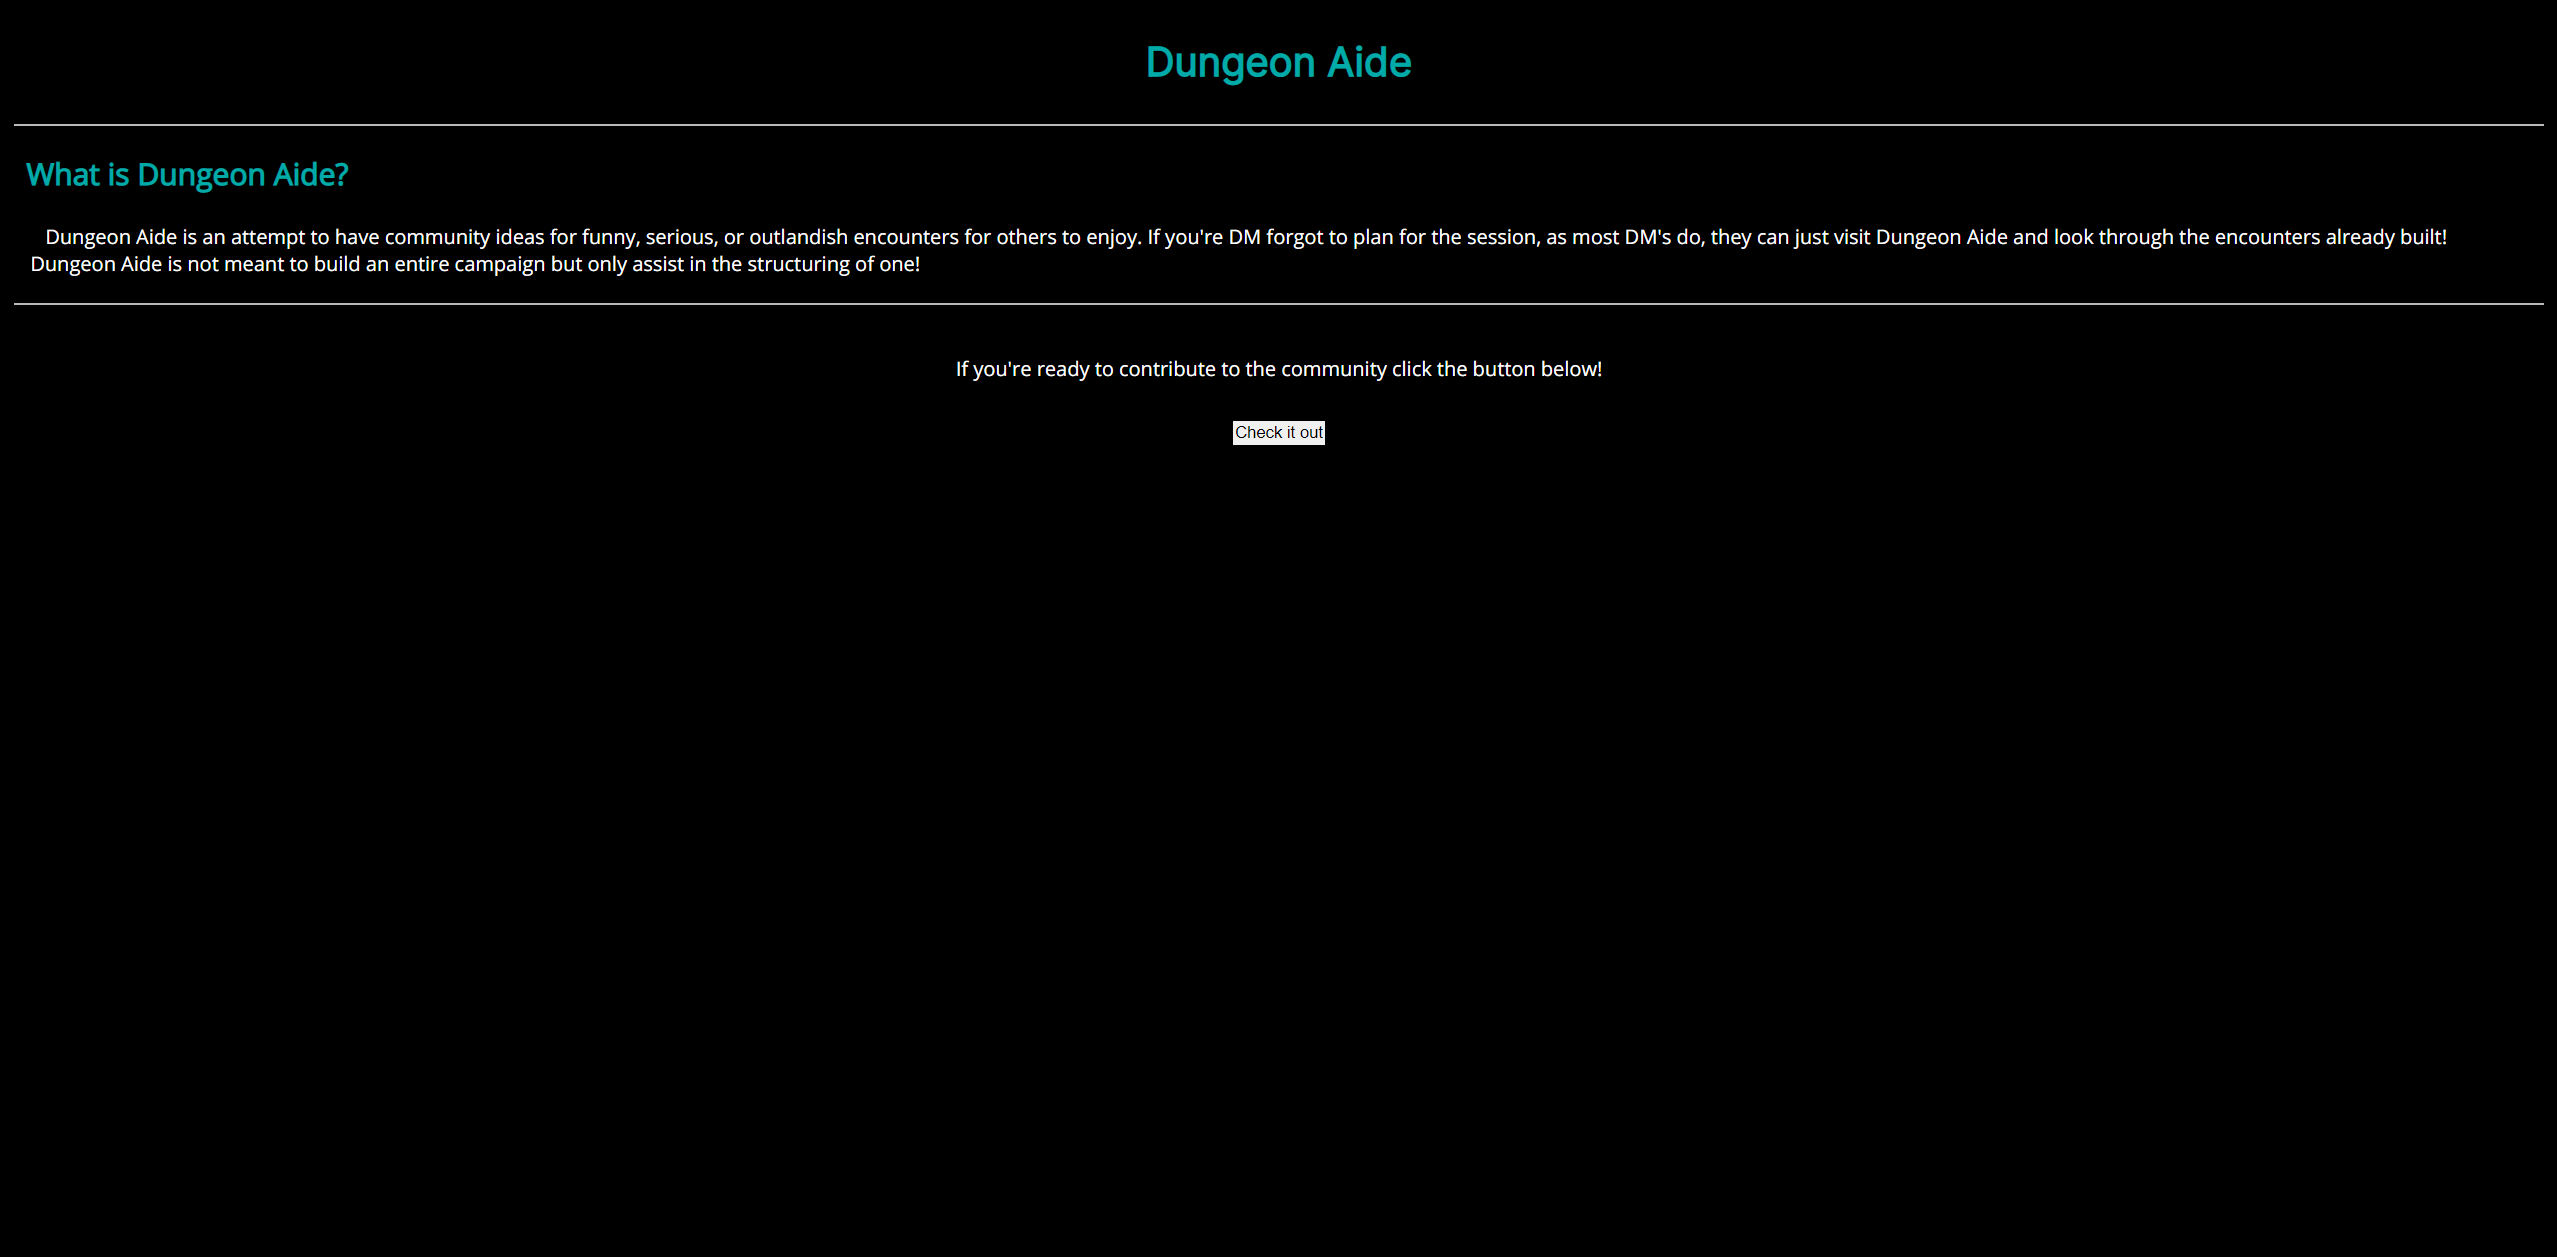 Dungeon Aide
What is Dungeon Aide?
Dungeon Aide is an attempt to have community ideas for funny, serious, or outlandish encounters for others to enjoy. If you're DM forgot to plan for the session, as most DM's do, they can just visit Dungeon Aide and look through the encounters already built!
Dungeon Aide is not meant to build an entire campaign but only assist in the structuring of one!
If you're ready to contribute to the community click the button below!
Check it out